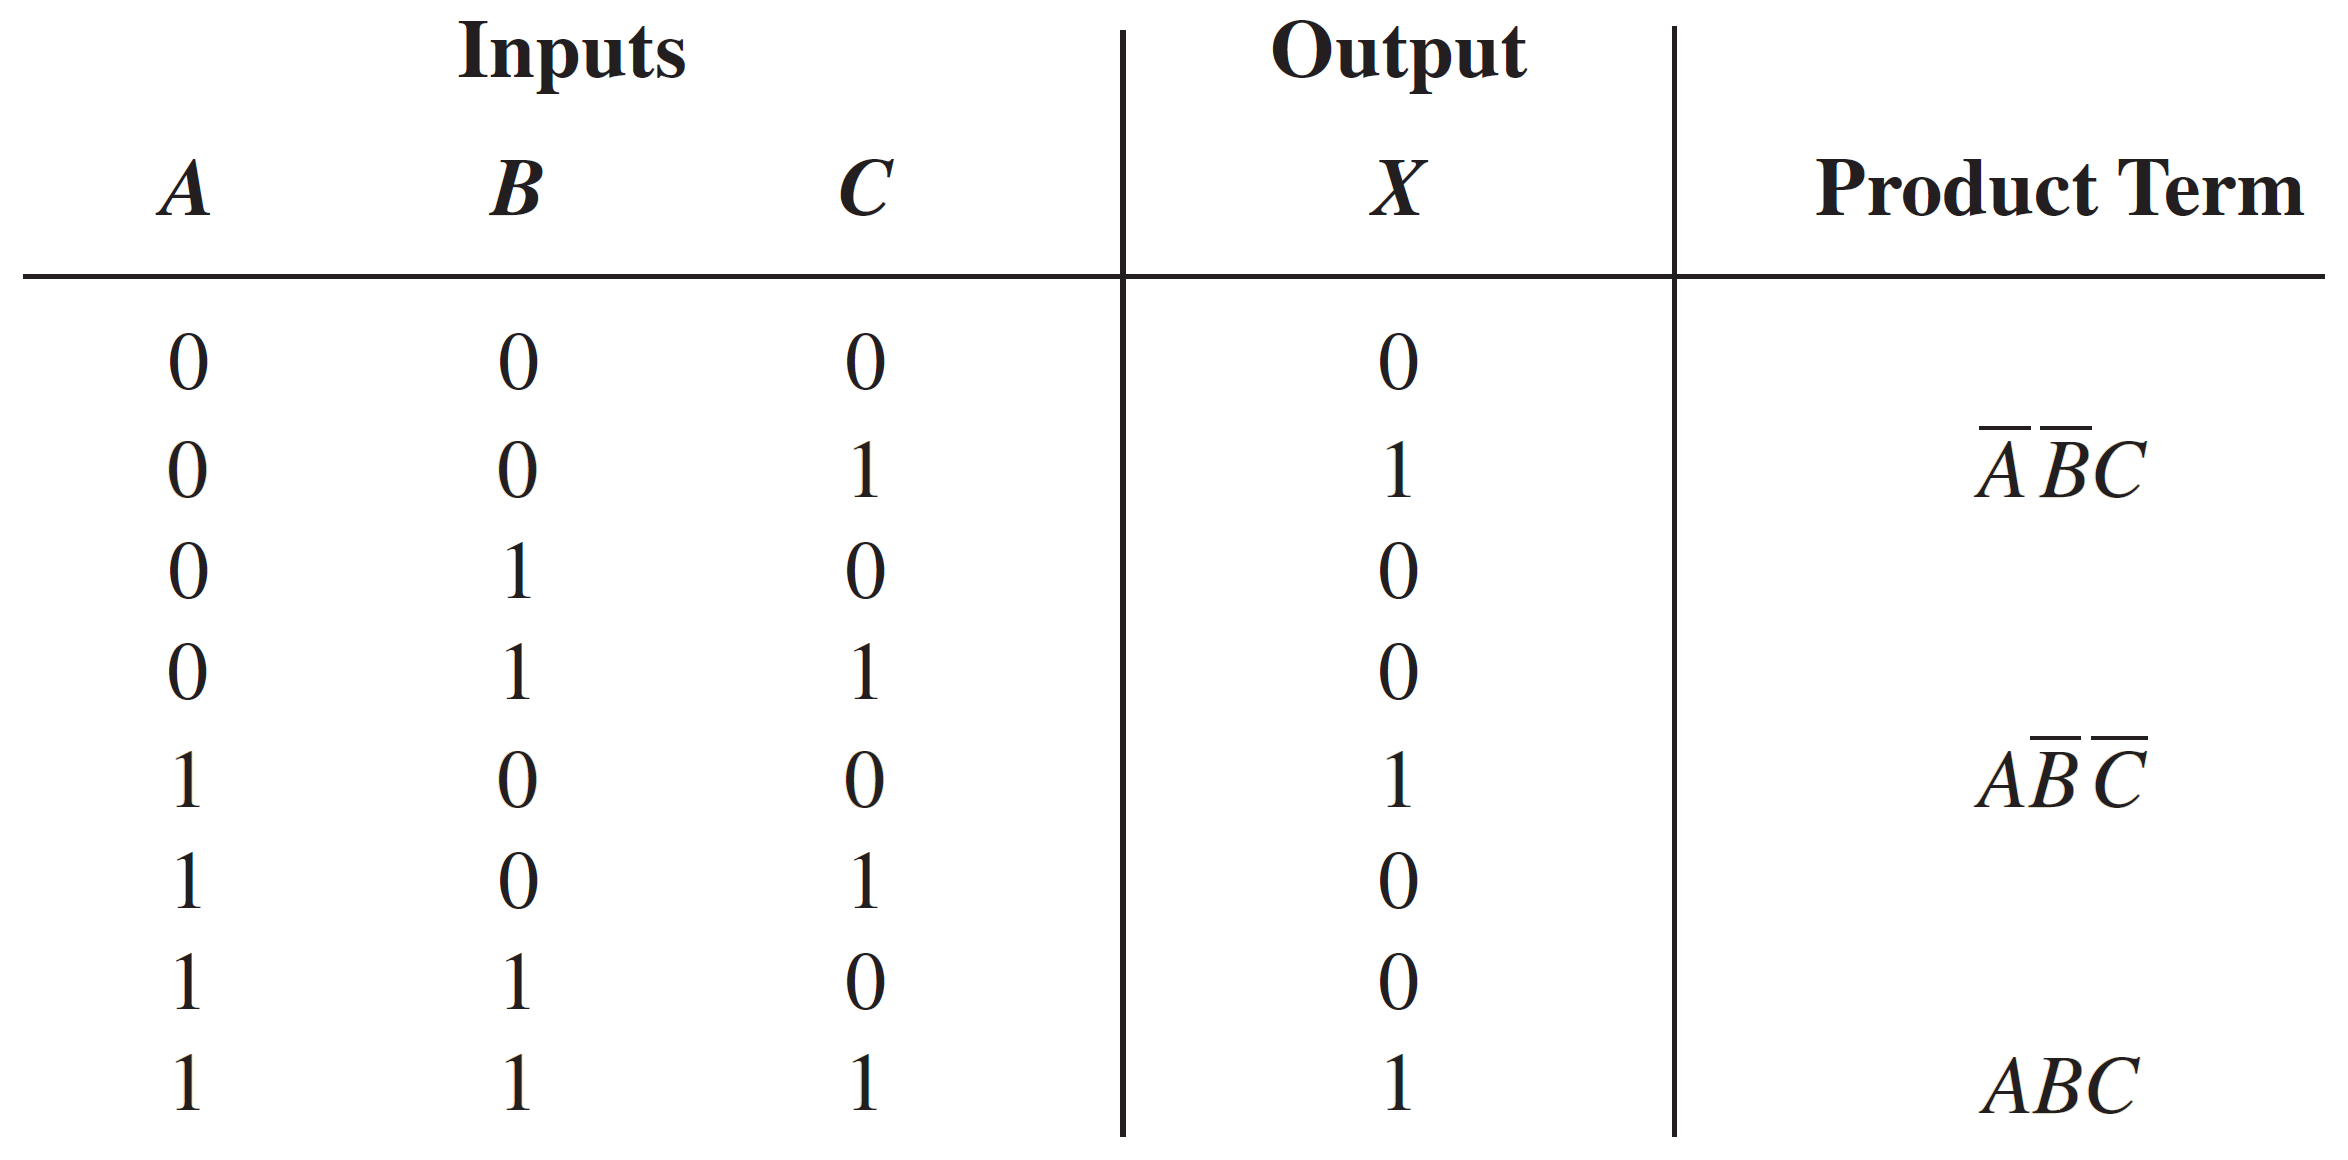 Inputs Output
A B C X Product Term
0 0 0 0
0 0 1 1 A̅ B̅C
0 1 0 0
0 1 1 0
1 0 0 1 AB̅ C̅
1 0 1 0
1 1 0 0
1 1 1 1 ABC